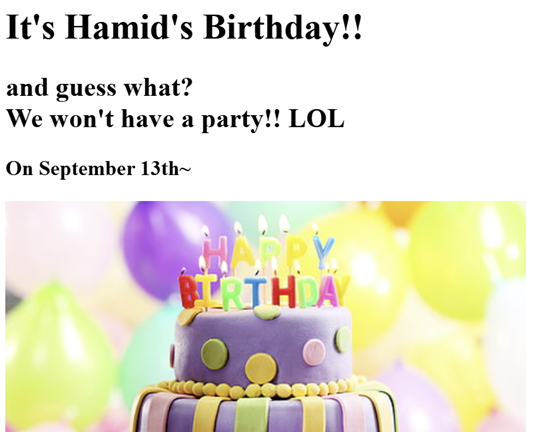 It's Hamid's Birthday!!
and guess what?
We won't have a party!! LOL
On September 13th~
HAPPY
BIRTHDAY